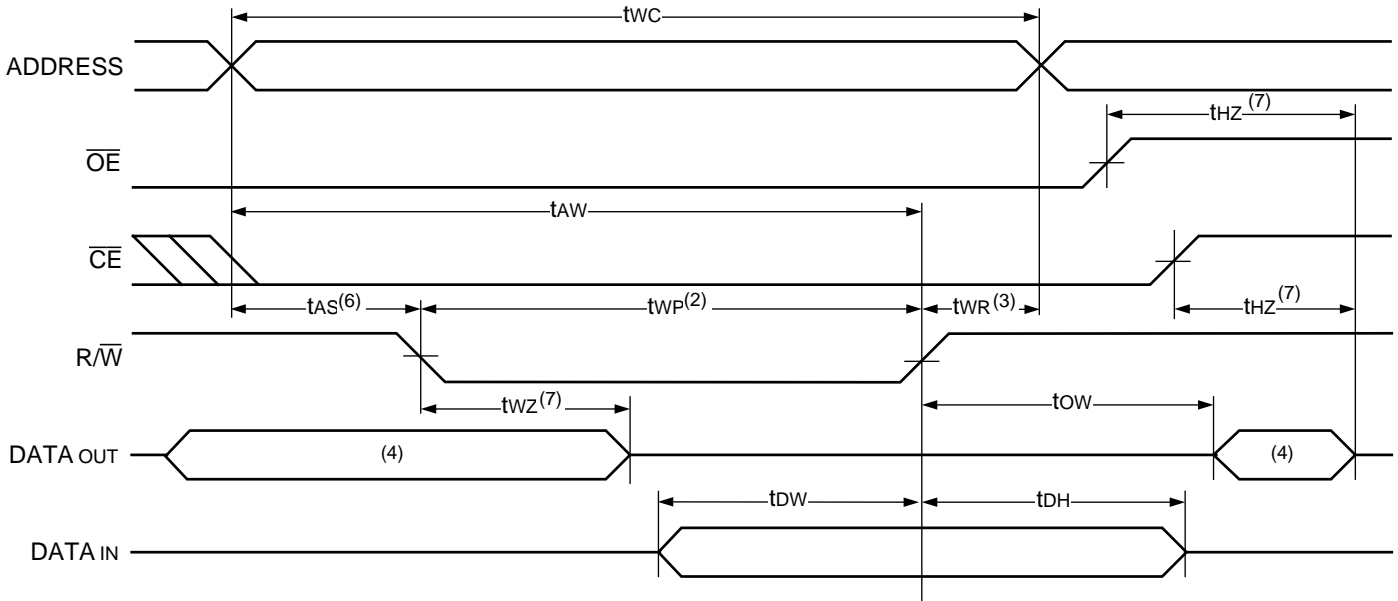 tWC
ADDRESS
tHZ (7)
OE
tAW
CE
tAS (6) tWP (2) tWR (3) tHZ (7)
R/W
tWZ (7) tOW
DATA OUT (4) (4)
tDW tDH
DATA IN